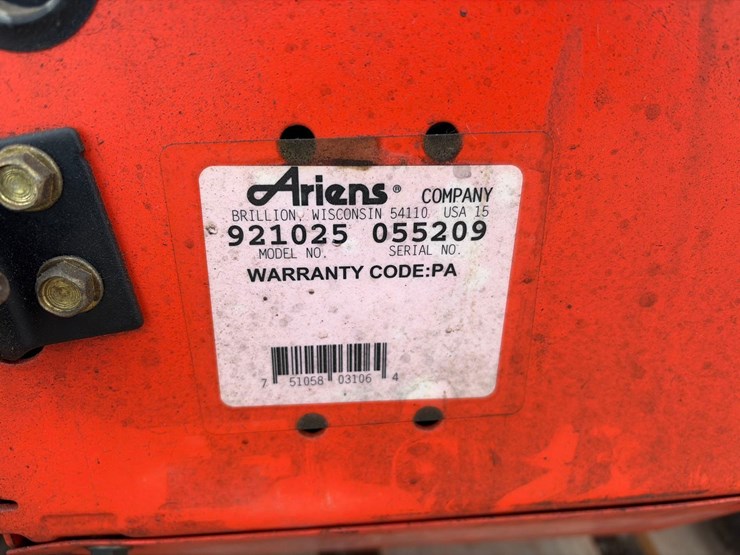 Ariens® COMPANY
BRILLION, WISCONSIN 54110 USA 15
921025 055209
MODEL NO. SERIAL NO.
WARRANTY CODE:PA
7 51058 03106 4